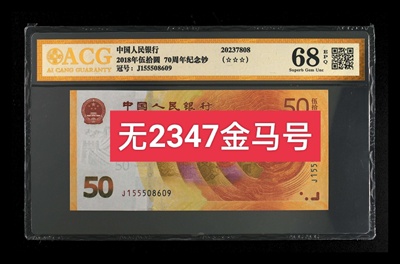 ACG
AI CANG GUARANTY
中国人民银行
2018年伍拾圆 70周年纪念钞
冠号：J155508609
20237808
(☆☆☆)
68 EPQ
Superb Gem Unc
中国人民银行
50
无2347金马号
50
J155508609